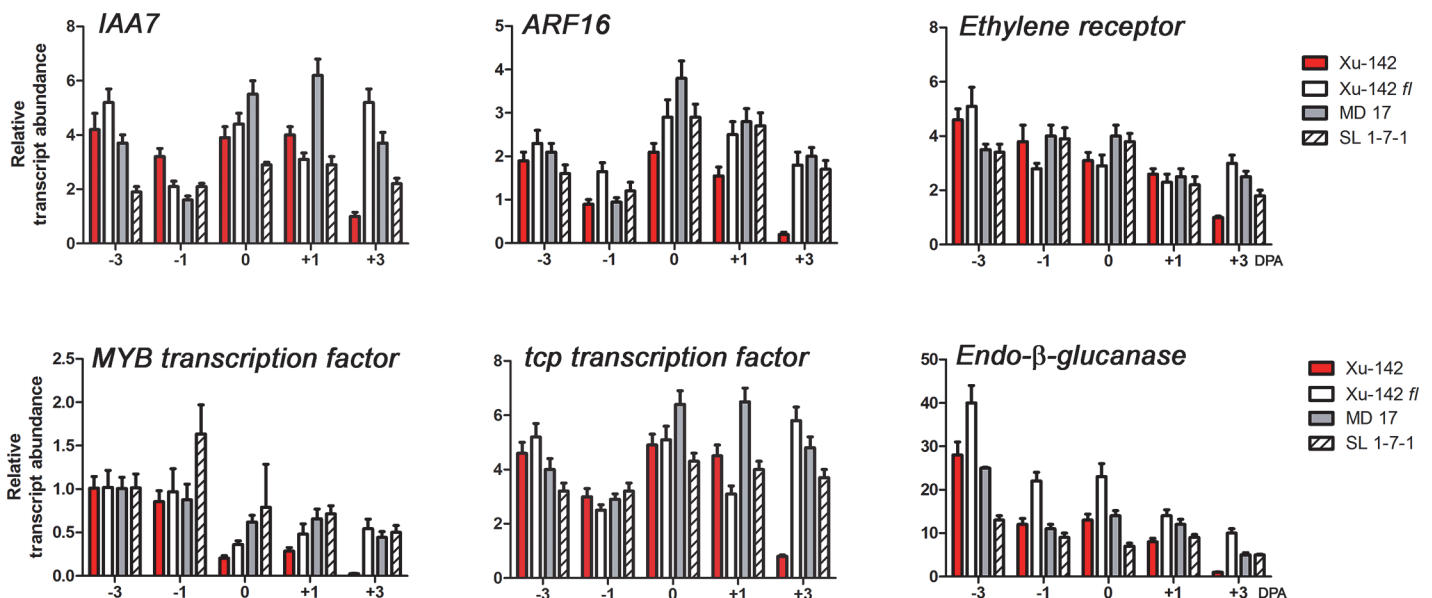 IAA7
Relative
transcript abundance
8
6
4
2
0
-3 -1 0 +1 +3
ARF16
5
4
3
2
1
0
-3 -1 0 +1 +3
Ethylene receptor
8
6
4
2
0
-3 -1 0 +1 +3 DPA
Xu-142
Xu-142 fl
MD 17
SL 1-7-1
MYB transcription factor
Relative
transcript abundance
2.5
2.0
1.5
1.0
0.5
0.0
-3 -1 0 +1 +3
tcp transcription factor
8
6
4
2
0
-3 -1 0 +1 +3
Endo-β-glucanase
50
40
30
20
10
0
-3 -1 0 +1 +3 DPA
Xu-142
Xu-142 fl
MD 17
SL 1-7-1